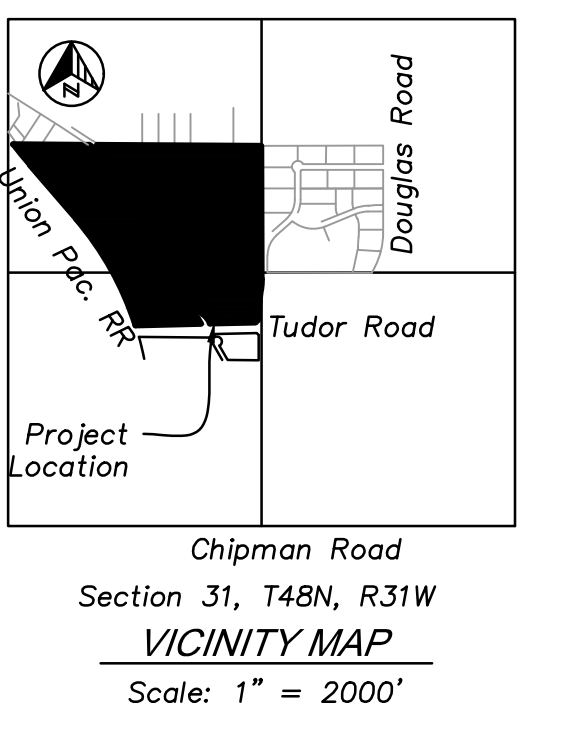 N
Douglas Road
Union Pac. RR
Tudor Road
Project
Location
Chipman Road
Section 31, T48N, R31W
VICINITY MAP
Scale: 1" = 2000'